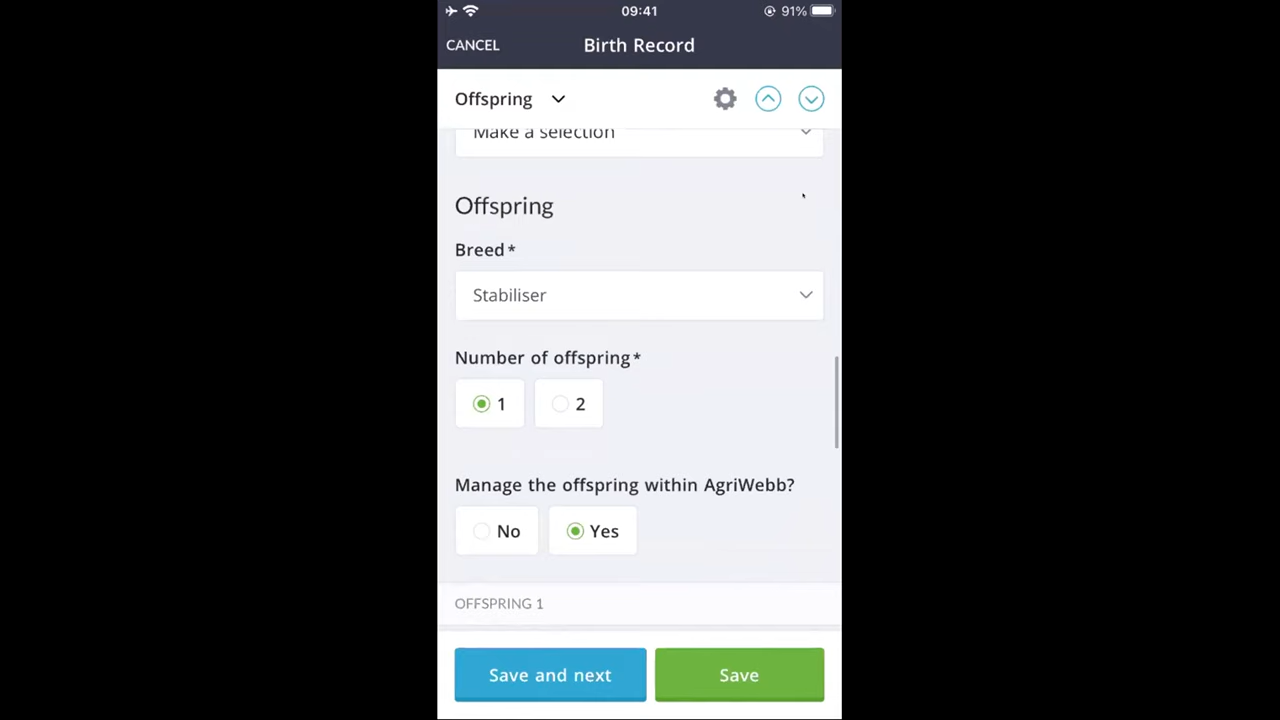 09:41
91%
CANCEL
Birth Record
Offspring
Make a selection
Offspring
Breed*
Stabiliser
Number of offspring*
1
2
Manage the offspring within AgriWebb?
No
Yes
OFFSPRING 1
Save and next
Save